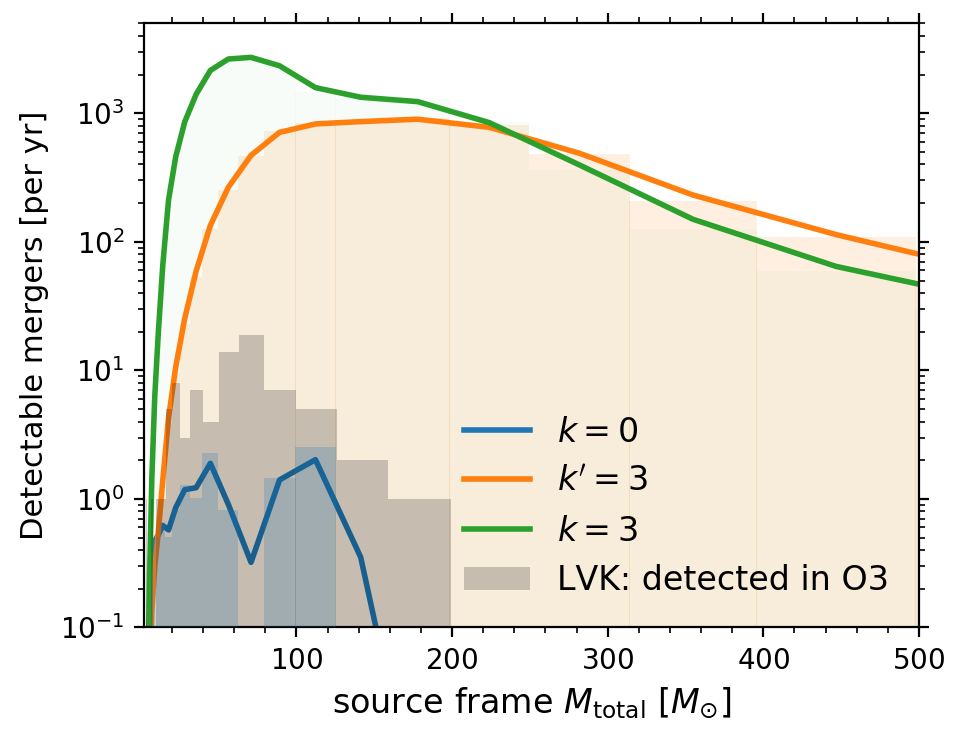 Detectable mergers [per yr]
10³
10²
10¹
10⁰
10⁻¹
k = 0
k′ = 3
k = 3
LVK: detected in O3
100 200 300 400 500
source frame M_total [M_⊙]